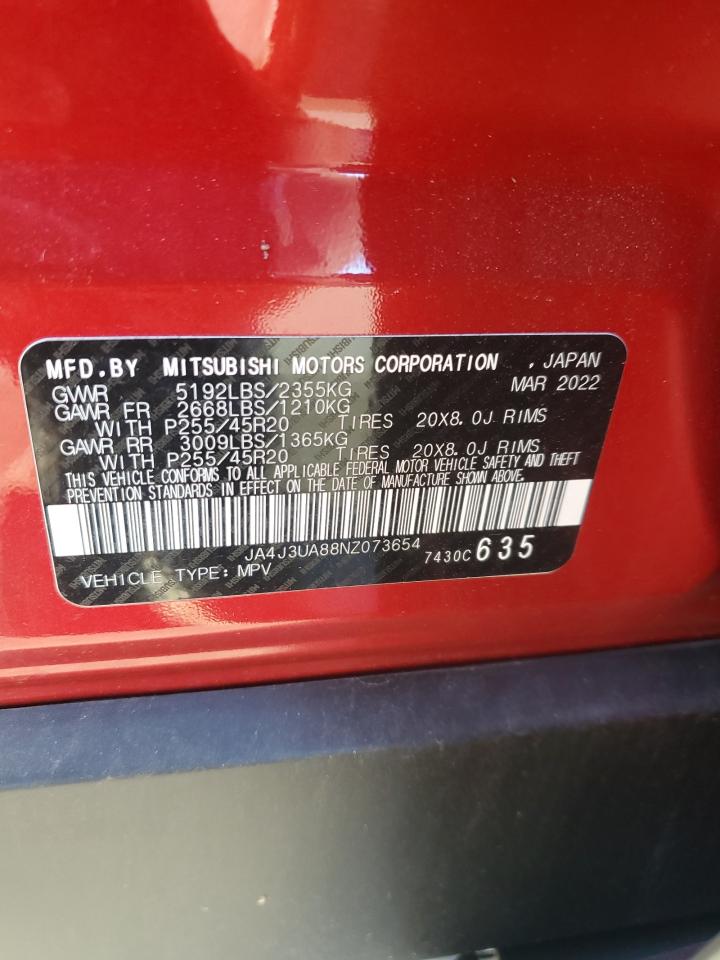 MFD.BY MITSUBISHI MOTORS CORPORATION , JAPAN
GVWR 5192LBS/2355KG MAR 2022
GAWR FR 2668LBS/1210KG
WITH P255/45R20 TIRES 20X8.0J RIMS
GAWR RR 3009LBS/1365KG
WITH P255/45R20 TIRES 20X8.0J RIMS
THIS VEHICLE CONFORMS TO ALL APPLICABLE FEDERAL MOTOR VEHICLE SAFETY AND THEFT
PREVENTION STANDARDS IN EFFECT ON THE DATE OF MANUFACTURE SHOWN ABOVE.
JA4J3UA88NZ073654 7430C 635
VEHICLE TYPE: MPV